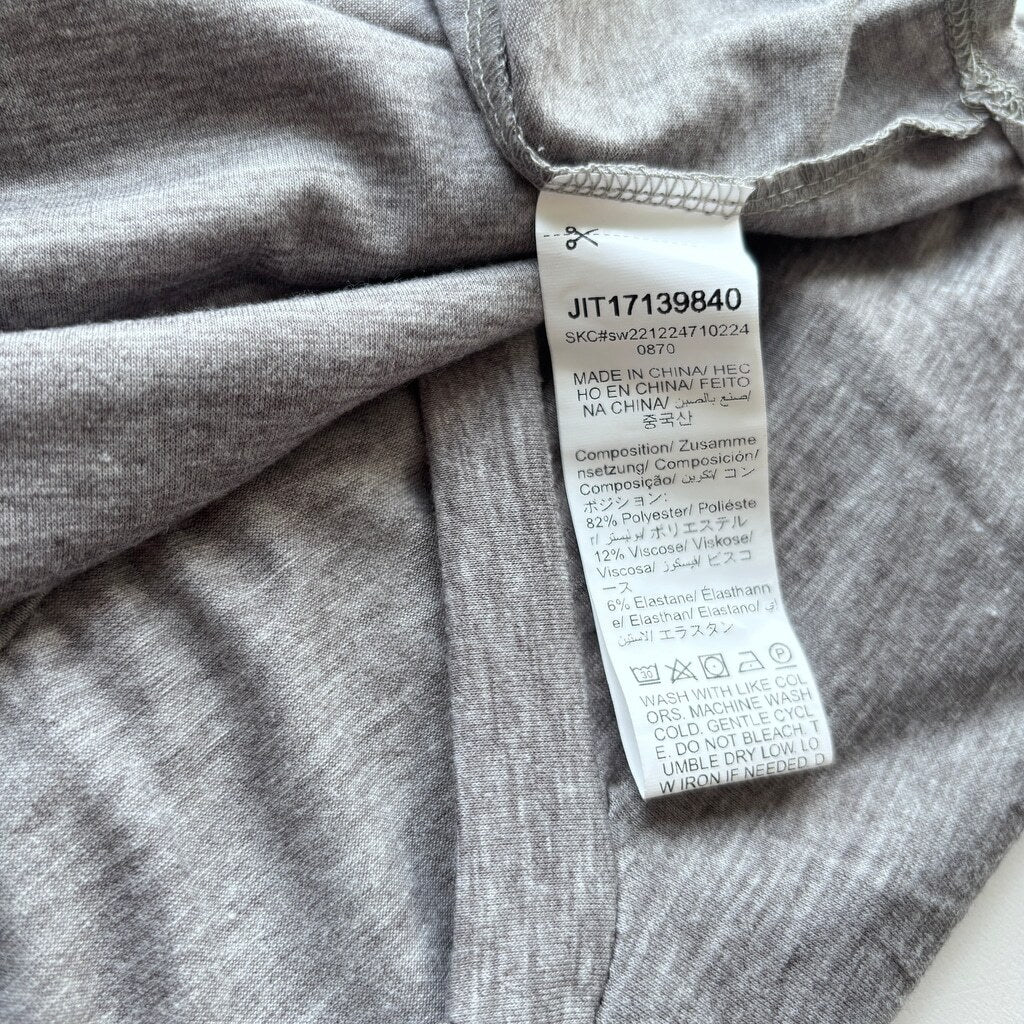 JIT17139840
SKC#sw221224710224
0870
MADE IN CHINA/ HEC
HO EN CHINA/ FEITO
NA CHINA/ صنع بالصين/
중국산
Composition/ Zusamme
nsetzung/ Composición/
Composição/ تكوين/ コン
ポジション:
82% Polyester/ Poliéste
r/ بوليستر/ ポリエステル
12% Viscose/ Viskose/
Viscosa/ فيسكوز/ ビスコ
ース
6% Elastane/ Élasthann
e/ Elasthan/ Elastano/ إي
لاستين/ エラスタン
30 P
WASH WITH LIKE COL
ORS. MACHINE WASH
COLD. GENTLE CYCL
E. DO NOT BLEACH. T
UMBLE DRY LOW. LO
W IRON IF NEEDED. D